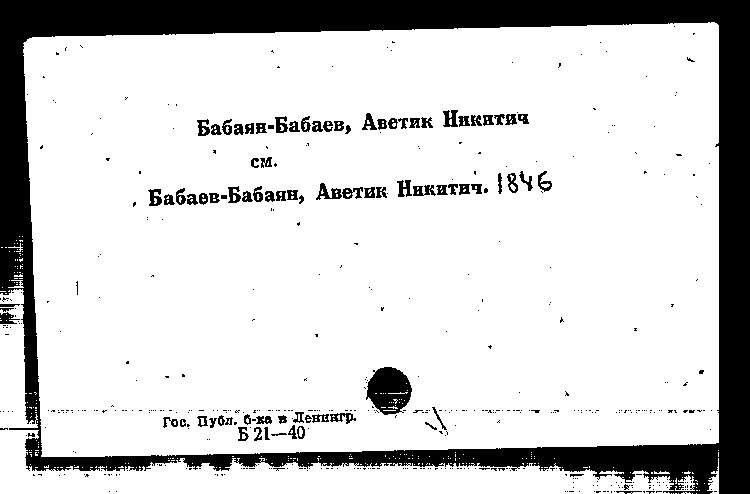 Бабаян-Бабаев, Аветик Никитич
см.
Бабаев-Бабаян, Аветик Никитич. 1846
Гос. Публ. б-ка в Ленингр.
Б 21—40